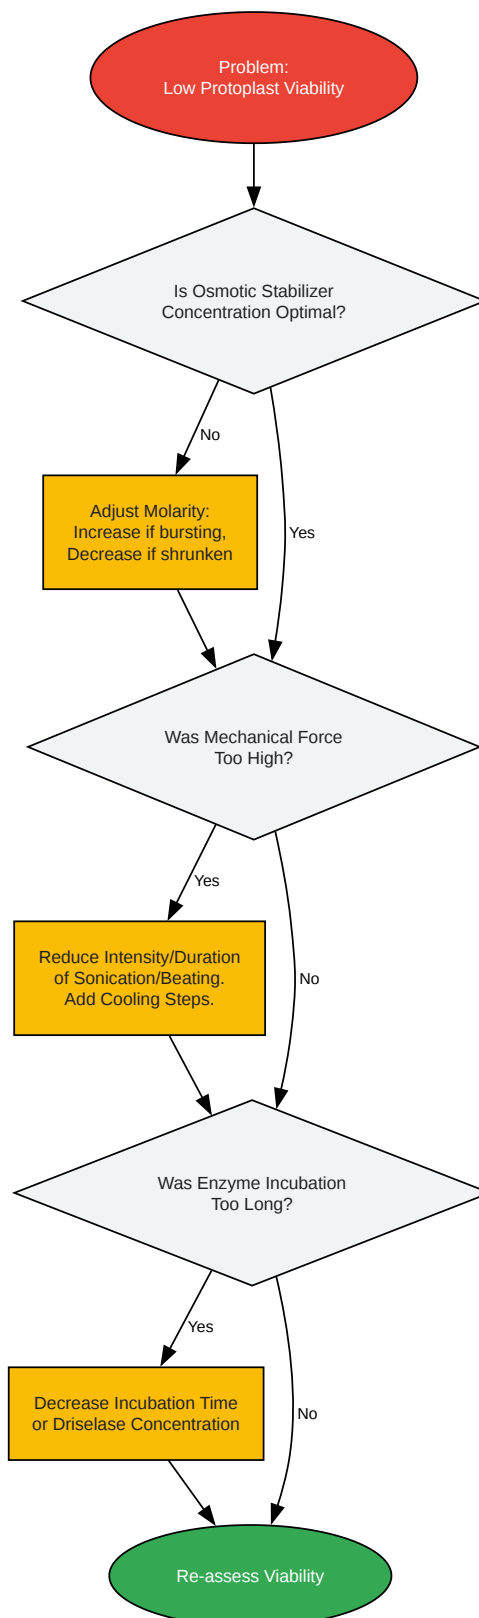 Problem:
Low Protoplast Viability
Is Osmotic Stabilizer
Concentration Optimal?
No
Adjust Molarity:
Increase if bursting,
Decrease if shrunken
Yes
Was Mechanical Force
Too High?
Yes
Reduce Intensity/Duration
of Sonication/Beating.
Add Cooling Steps.
No
Was Enzyme Incubation
Too Long?
Yes
Decrease Incubation Time
or Driselase Concentration
No
Re-assess Viability